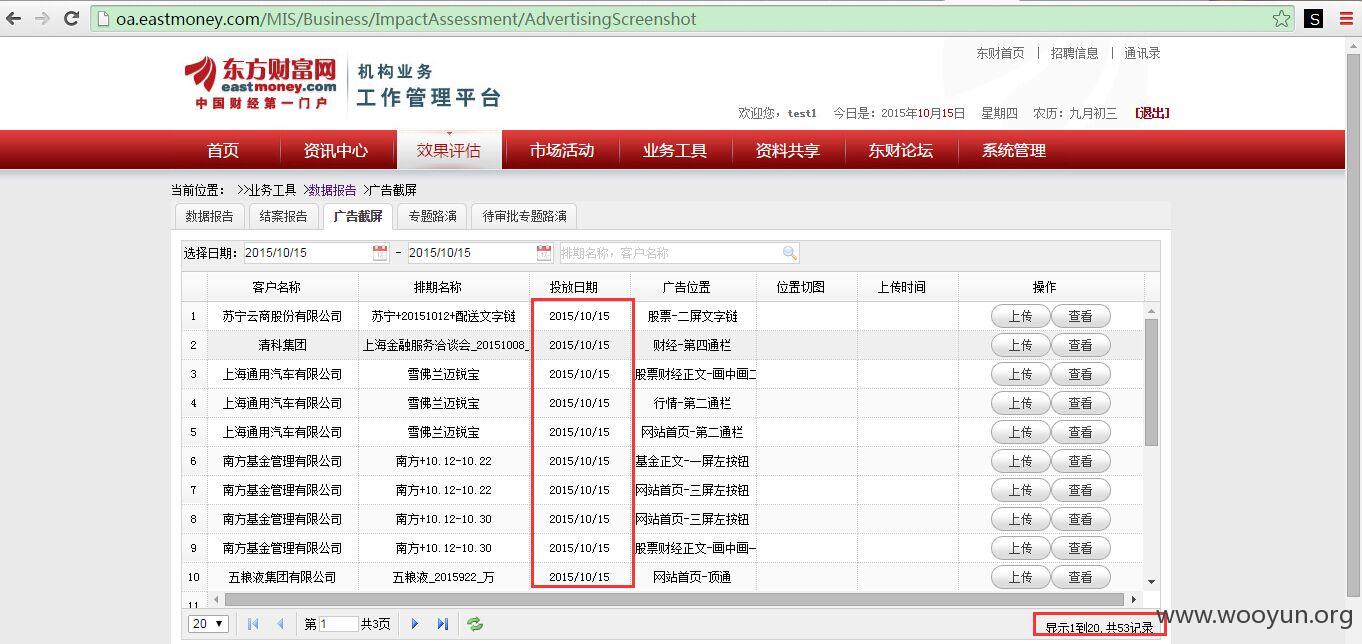 oa.eastmoney.com/MIS/Business/ImpactAssessment/AdvertisingScreenshot
东财首页 | 招聘信息 | 通讯录
东方财富网
eastmoney.com
中国财经第一门户
机构业务
工作管理平台
欢迎您，test1 今日是：2015年10月15日 星期四 农历：九月初三 [退出]
首页 资讯中心 效果评估 市场活动 业务工具 资料共享 东财论坛 系统管理
当前位置： >>业务工具 >数据报告 >广告截屏
数据报告 结案报告 广告截屏 专题路演 待审批专题路演
选择日期: 2015/10/15 - 2015/10/15 排期名称, 客户名称
客户名称 排期名称 投放日期 广告位置 位置切图 上传时间 操作
1 苏宁云商股份有限公司 苏宁+20151012+配送文字链 2015/10/15 股票-二屏文字链 上传 查看
2 清科集团 上海金融服务洽谈会_20151008_ 2015/10/15 财经-第四通栏 上传 查看
3 上海通用汽车有限公司 雪佛兰迈锐宝 2015/10/15 股票财经正文-画中画二 上传 查看
4 上海通用汽车有限公司 雪佛兰迈锐宝 2015/10/15 行情-第二通栏 上传 查看
5 上海通用汽车有限公司 雪佛兰迈锐宝 2015/10/15 网站首页-第二通栏 上传 查看
6 南方基金管理有限公司 南方+10.12-10.22 2015/10/15 基金正文-一屏左按钮 上传 查看
7 南方基金管理有限公司 南方+10.12-10.22 2015/10/15 网站首页-三屏左按钮 上传 查看
8 南方基金管理有限公司 南方+10.12-10.30 2015/10/15 网站首页-三屏左按钮 上传 查看
9 南方基金管理有限公司 南方+10.12-10.30 2015/10/15 股票财经正文-画中画一 上传 查看
10 五粮液集团有限公司 五粮液_2015922_万 2015/10/15 网站首页-顶通 上传 查看
11
20 第 1 共3页 显示1到20,共53记录
www.wooyun.org